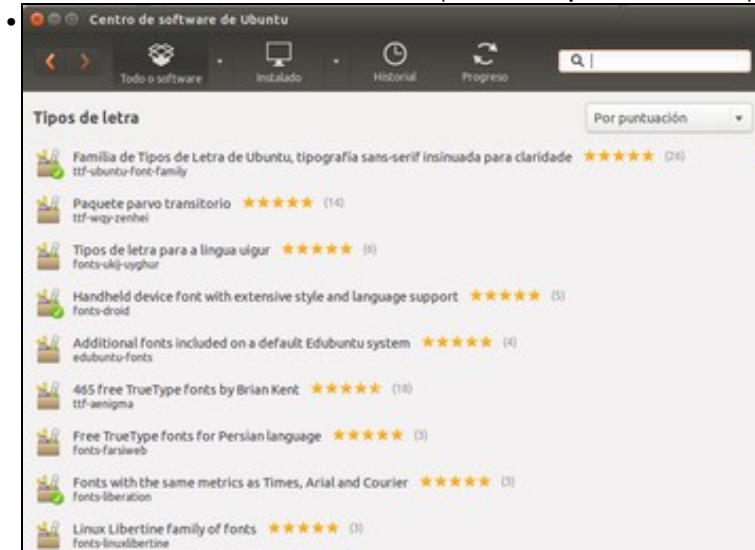 Centro de software de Ubuntu
Todo o software
Instalado
Historial
Progreso
Tipos de letra
Por puntuación
Familia de Tipos de Letra de Ubuntu, tipografía sans-serif insinuada para claridade (26)
ttf-ubuntu-font-family
Paquete parvo transitorio (14)
ttf-wqy-zenhei
Tipos de letra para a lingua uigur (6)
fonts-ukij-uyghur
Handheld device font with extensive style and language support (5)
fonts-droid
Additional fonts included on a default Edubuntu system (4)
edubuntu-fonts
465 free TrueType fonts by Brian Kent (18)
ttf-aenigma
Free TrueType fonts for Persian language (3)
fonts-farsiweb
Fonts with the same metrics as Times, Arial and Courier (3)
fonts-liberation
Linux Libertine family of fonts (3)
fonts-linuxlibertine